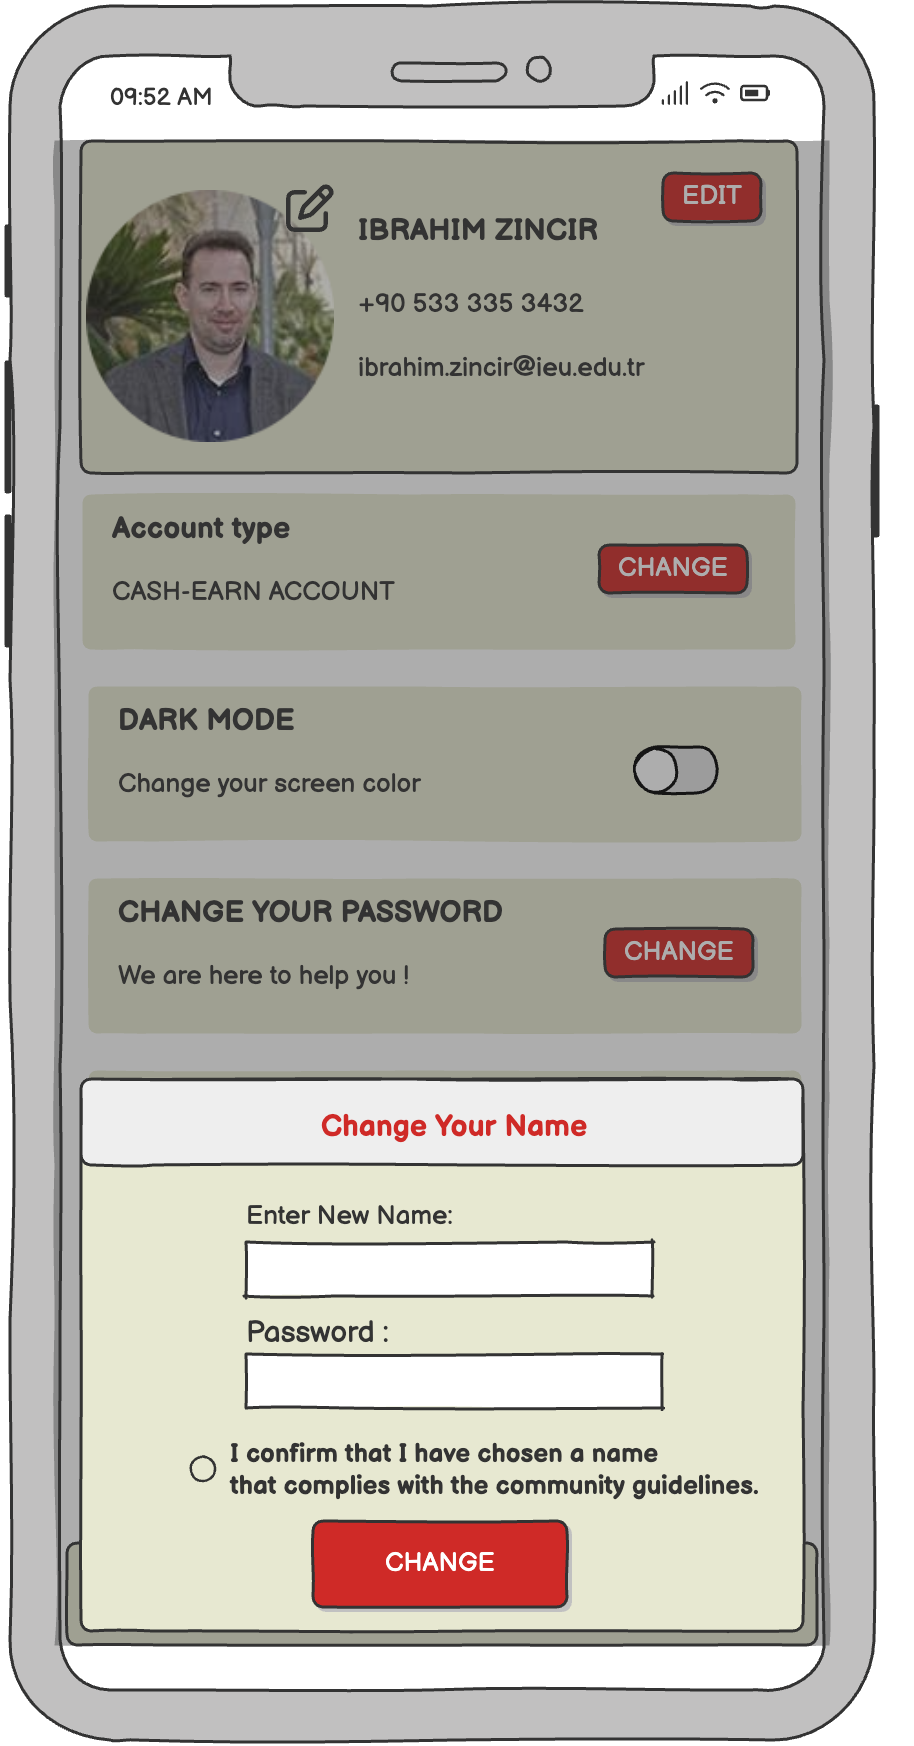 09:52 AM
EDIT
IBRAHIM ZINCIR
+90 533 335 3432
ibrahim.zincir@ieu.edu.tr
Account type
CASH-EARN ACCOUNT
CHANGE
DARK MODE
Change your screen color
CHANGE YOUR PASSWORD
We are here to help you !
CHANGE
Change Your Name
Enter New Name:
Password :
I confirm that I have chosen a name
that complies with the community guidelines.
CHANGE